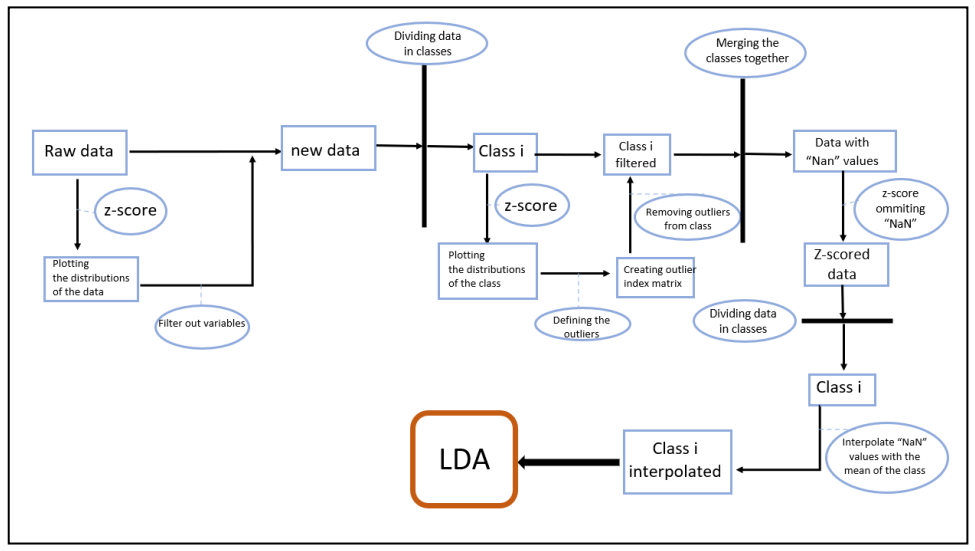 Dividing data
in classes
Merging the
classes together
Raw data
new data
Class i
Class i
filtered
Data with
“Nan” values
z-score
z-score
Removing outliers
from class
z-score
ommiting
“NaN”
Plotting
the distributions
of the data
Plotting
the distributions
of the class
Creating outlier
index matrix
Z-scored
data
Filter out variables
Defining the
outliers
Dividing data
in classes
Class i
Interpolate “NaN”
values with the
mean of the class
Class i
interpolated
LDA